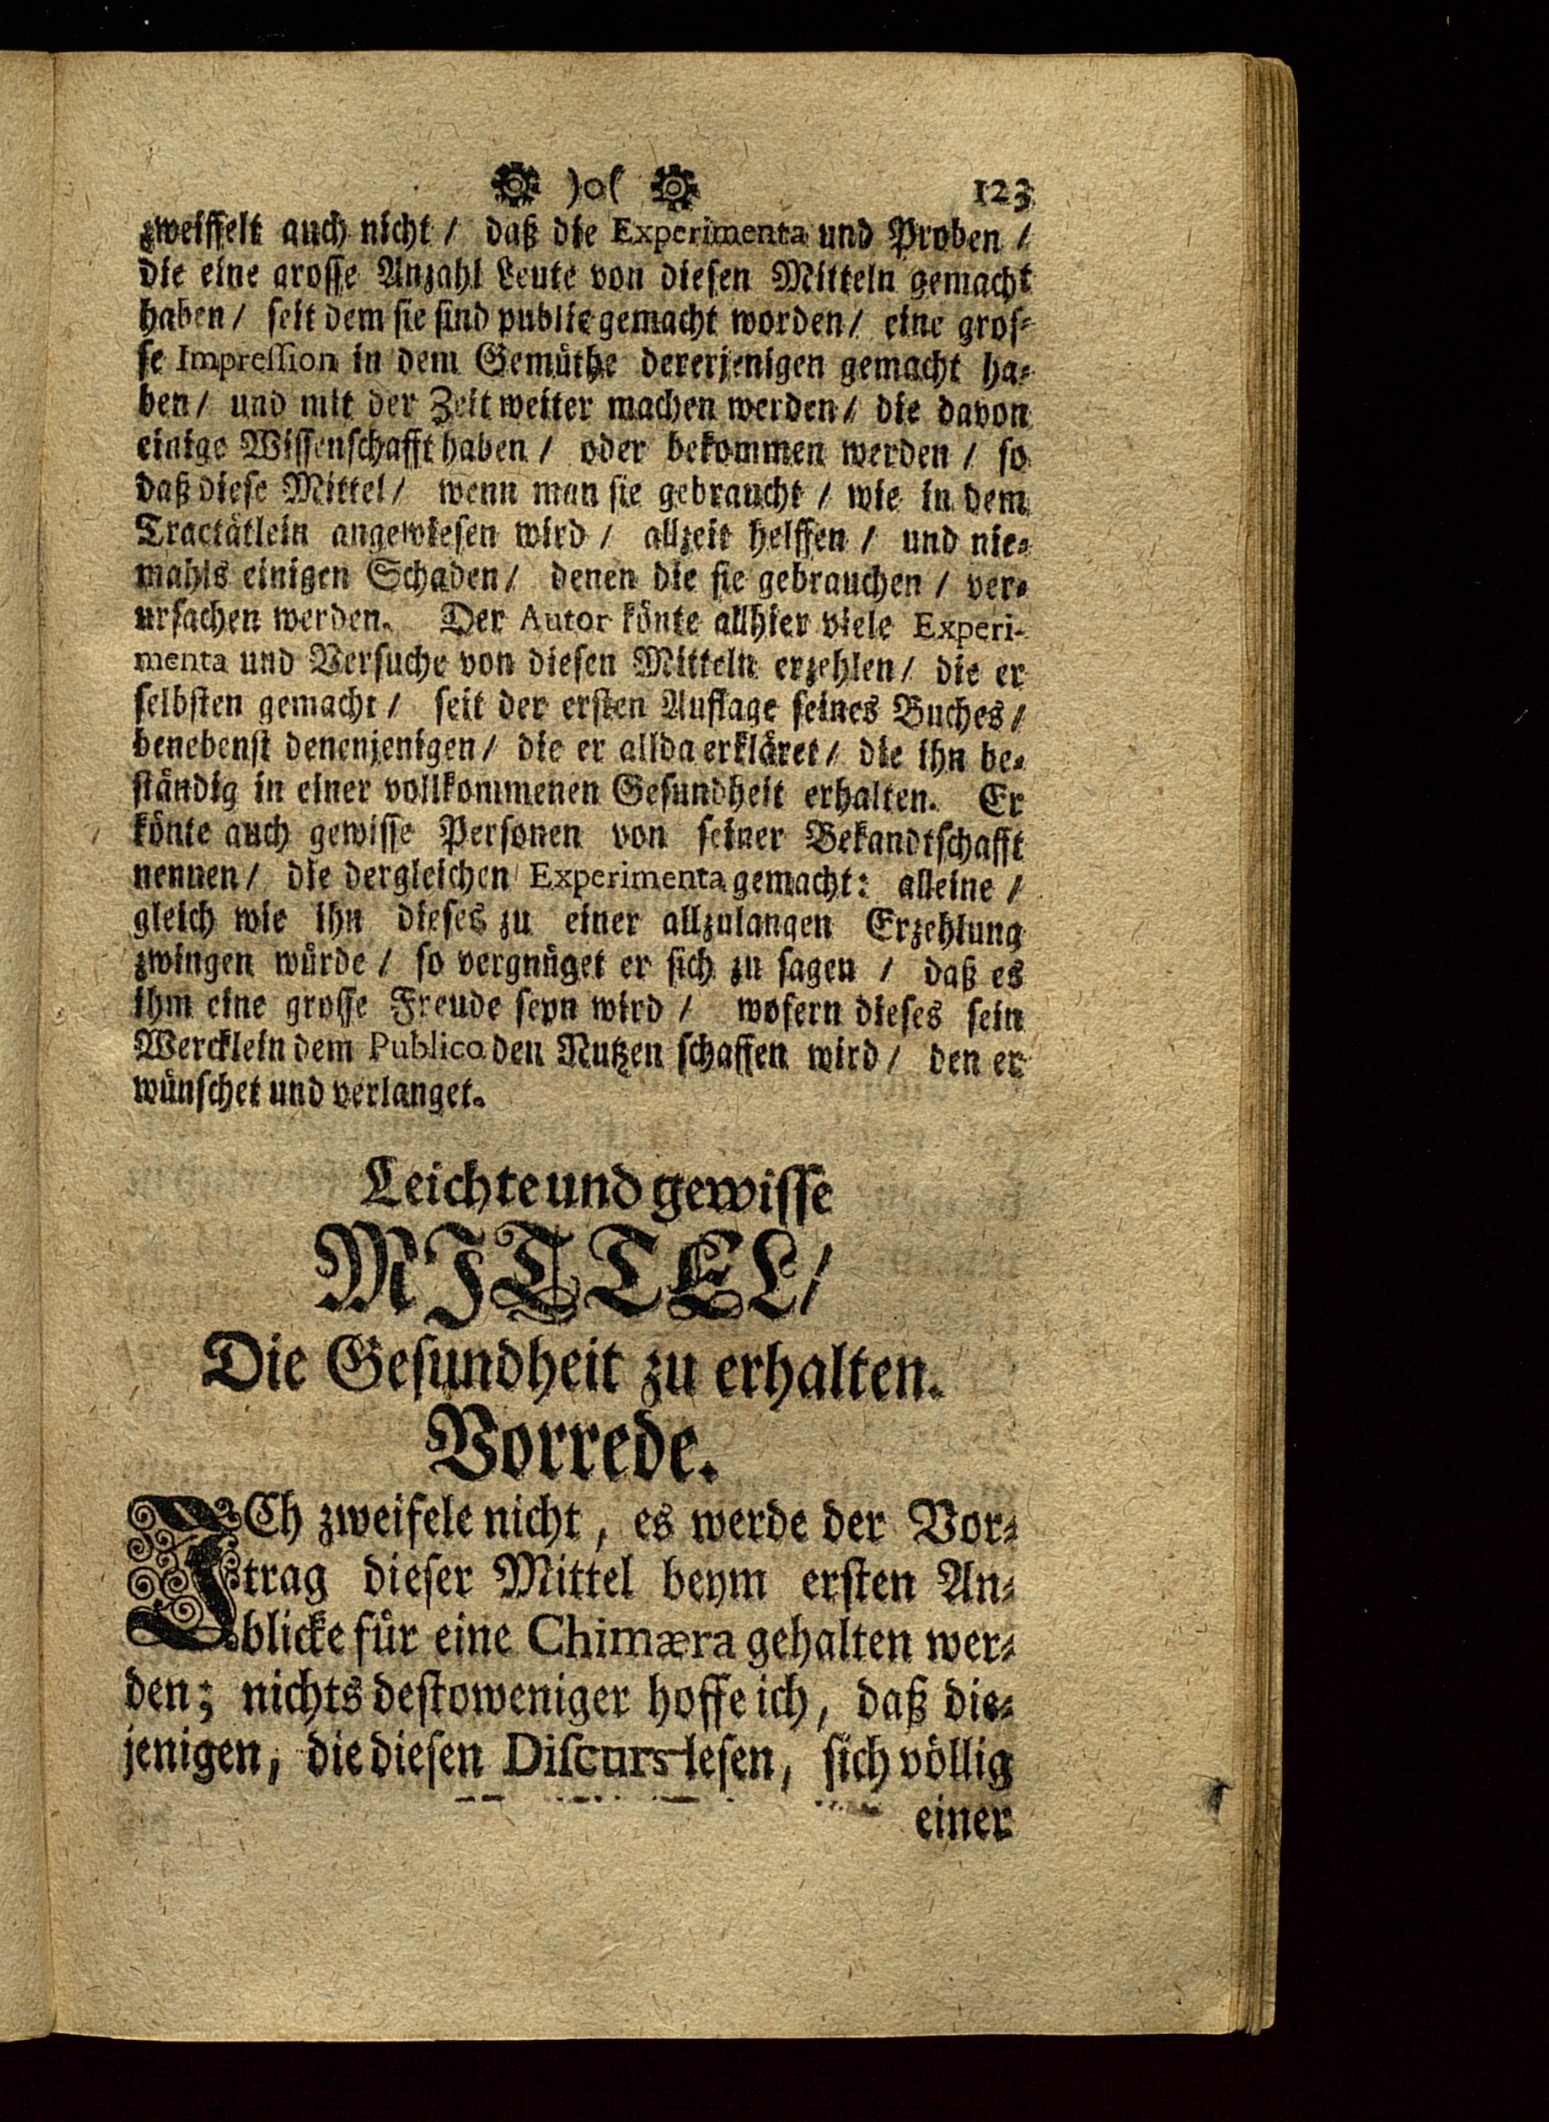 )o( 123
zweiffelt auch nicht / daß die Experimenta und Proben /
die eine grosse Anzahl Leute von diesen Mitteln gemacht
haben / seit dem sie sind public gemacht worden / eine gros⸗
se Impression in dem Gemüthe dererjenigen gemacht ha⸗
ben / und mit der Zeit weiter machen werden / die davon
einige Wissenschafft haben / oder bekommen werden / so
daß diese Mittel / wenn man sie gebraucht / wie in dem
Tractätlein angewiesen wird / allzeit helffen / und nie⸗
mahls einigen Schaden / denen die sie gebrauchen / ver⸗
ursachen werden. Der Autor könte allhier viele Experi-
menta und Versuche von diesen Mitteln erzehlen / die er
selbsten gemacht / seit der ersten Auflage seines Buches /
benebenst denenjenigen / die er allda erkläret / die ihn be⸗
ständig in einer vollkommenen Gesundheit erhalten. Er
könte auch gewisse Personen von seiner Bekandtschafft
nennen / die dergleichen Experimenta gemacht: alleine /
gleich wie ihn dieses zu einer allzulangen Erzehlung
zwingen würde / so vergnüget er sich zu sagen / daß es
ihm eine grosse Freude seyn wird / wofern dieses sein
Wercklein dem Publico den Nutzen schaffen wird / den er
wünschet und verlanget.
Leichte und gewisse
MITTEL /
Die Gesundheit zu erhalten.
Vorrede.
ICh zweifele nicht, es werde der Vor⸗
trag dieser Mittel beym ersten An⸗
blicke für eine Chimæra gehalten wer⸗
den; nichts destoweniger hoffe ich, daß die⸗
jenigen, die diesen Discurs lesen, sich völlig
einer